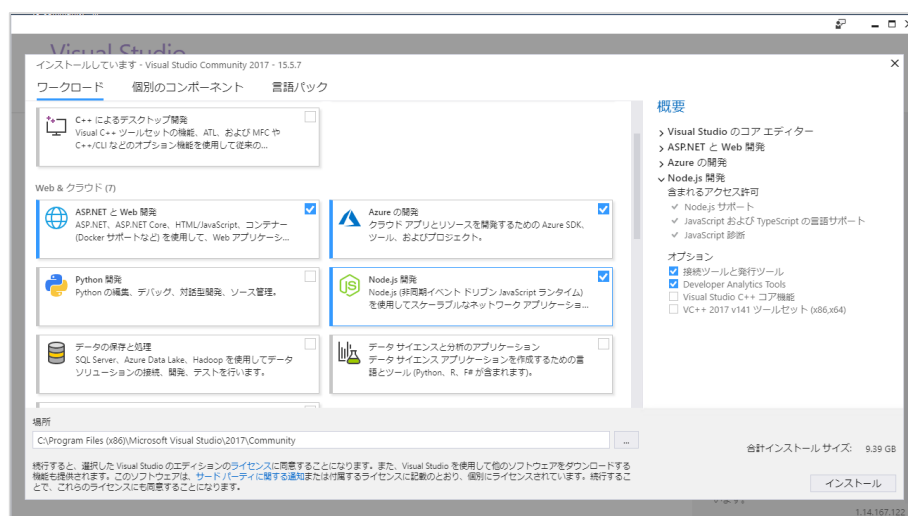 Visual Studio
インストールしています - Visual Studio Community 2017 - 15.5.7
ワークロード 個別のコンポーネント 言語パック
C++ によるデスクトップ開発
Visual C++ ツールセットの機能、ATL、および MFC や
C++/CLI などのオプション機能を使用して従来の...
Web & クラウド (7)
ASP.NET と Web 開発
ASP.NET、ASP.NET Core、HTML/JavaScript、コンテナー
(Docker サポートなど) を使用して、Web アプリケーシ...
Azure の開発
クラウド アプリとリソースを開発するための Azure SDK、
ツール、およびプロジェクト。
Python 開発
Python の編集、デバッグ、対話型開発、ソース管理。
Node.js 開発
Node.js (非同期イベント ドリブン JavaScript ランタイム)
を使用してスケーラブルなネットワーク アプリケーショ...
データの保存と処理
SQL Server、Azure Data Lake、Hadoop を使用してデータ
ソリューションの接続、開発、テストを行います。
データ サイエンスと分析のアプリケーション
データ サイエンス アプリケーションを作成するための言
語とツール (Python、R、F# が含まれます)。
場所
C:\Program Files (x86)\Microsoft Visual Studio\2017\Community
...
続行すると、選択した Visual Studio のエディションのライセンスに同意することになります。また、Visual Studio を使用して他のソフトウェアをダウンロードする
機能も提供されます。このソフトウェアは、サード パーティに関する通知または付属するライセンスに記載のとおり、個別にライセンスされています。続行するこ
とで、これらのライセンスにも同意することになります。
概要
Visual Studio のコア エディター
ASP.NET と Web 開発
Azure の開発
Node.js 開発
含まれるアクセス許可
Node.js サポート
JavaScript および TypeScript の言語サポート
JavaScript 診断
オプション
接続ツールと発行ツール
Developer Analytics Tools
Visual Studio C++ コア機能
VC++ 2017 v141 ツールセット (x86,x64)
合計インストール サイズ: 9.39 GB
インストール
1.14.167.122